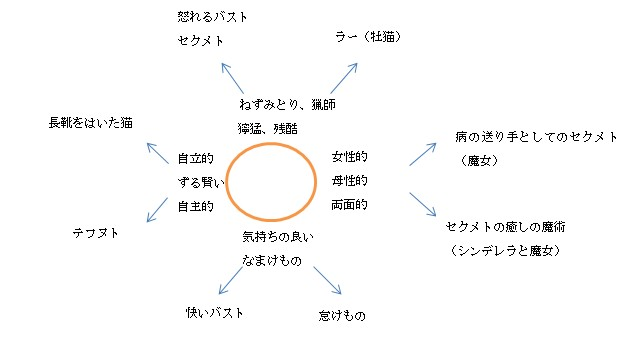 怒れるバスト
セクメト
ラー（牡猫）
ねずみとり、猟師
獰猛、残酷
長靴をはいた猫
自立的
ずる賢い
自主的
女性的
母性的
両面的
病の送り手としてのセクメト
（魔女）
テフヌト
セクメトの癒しの魔術
（シンデレラと魔女）
気持ちの良い
なまけもの
快いバスト
怠けもの